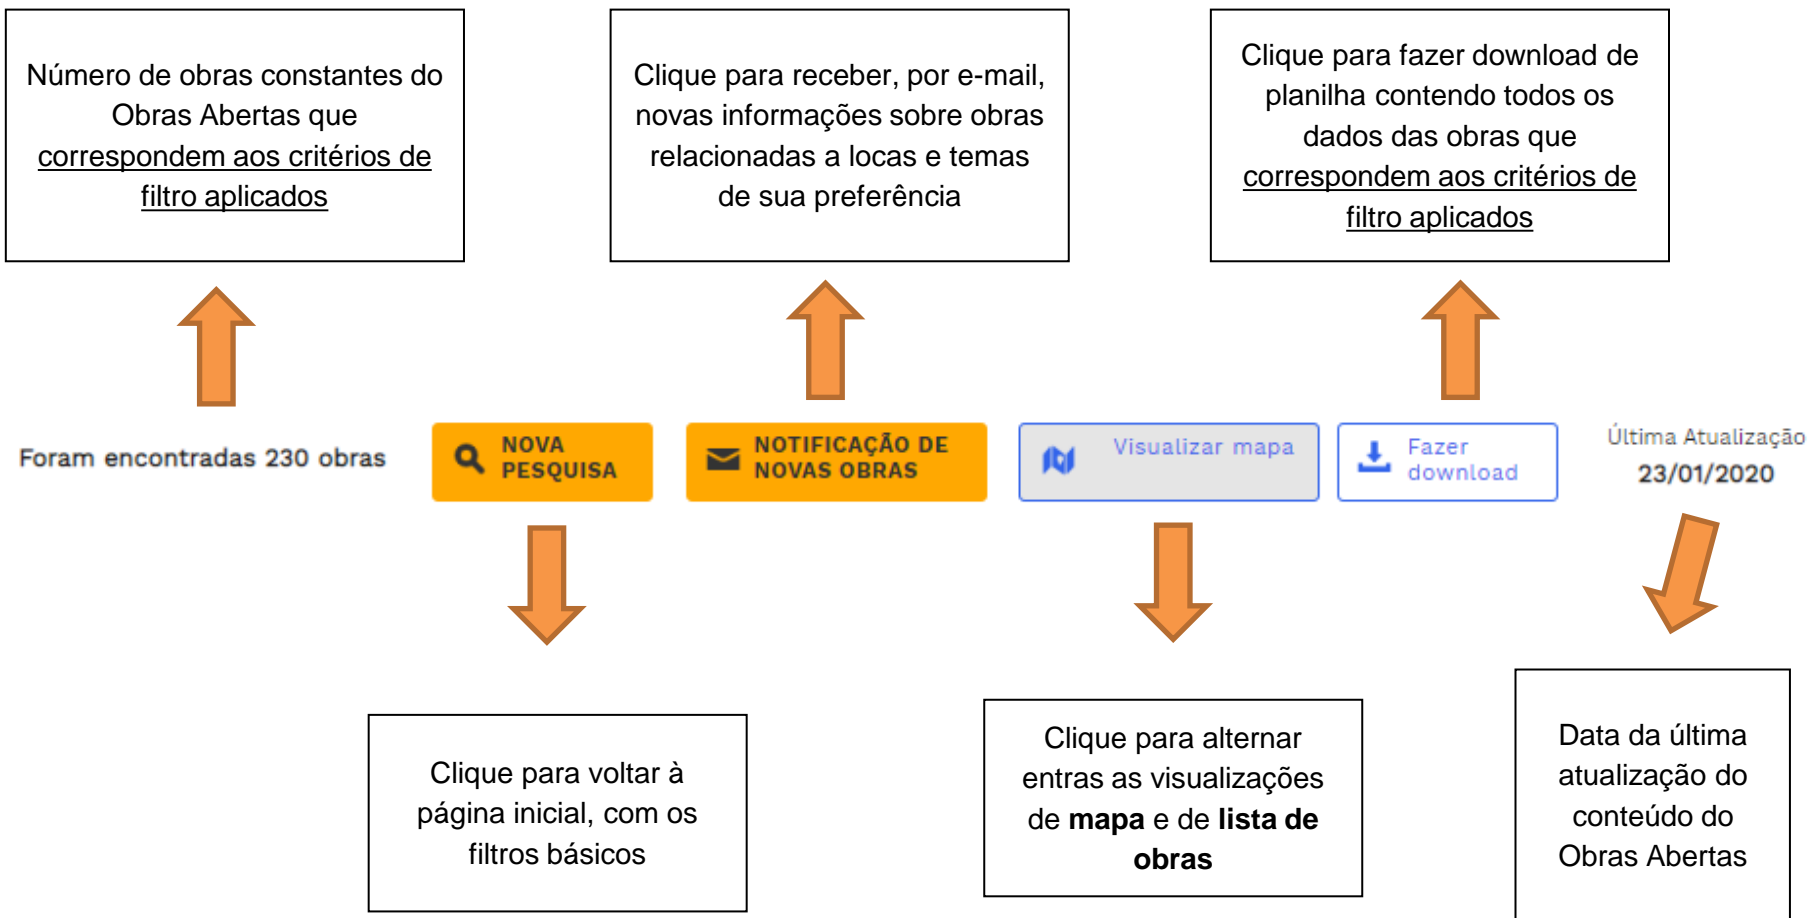 Número de obras constantes do
Obras Abertas que
correspondem aos critérios de
filtro aplicados
Clique para receber, por e-mail,
novas informações sobre obras
relacionadas a locas e temas
de sua preferência
Clique para fazer download de
planilha contendo todos os
dados das obras que
correspondem aos critérios de
filtro aplicados
Foram encontradas 230 obras
NOVA
PESQUISA
NOTIFICAÇÃO DE
NOVAS OBRAS
Visualizar mapa
Fazer
download
Última Atualização
23/01/2020
Clique para voltar à
página inicial, com os
filtros básicos
Clique para alternar
entras as visualizações
de mapa e de lista de
obras
Data da última
atualização do
conteúdo do
Obras Abertas